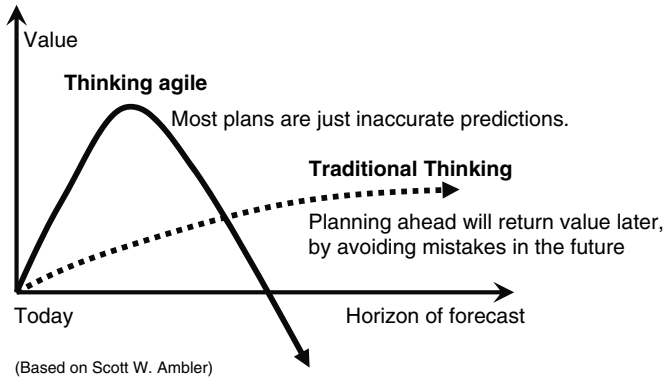 Value
Thinking agile
Most plans are just inaccurate predictions.
Traditional Thinking
Planning ahead will return value later,
by avoiding mistakes in the future
Today
Horizon of forecast
(Based on Scott W. Ambler)